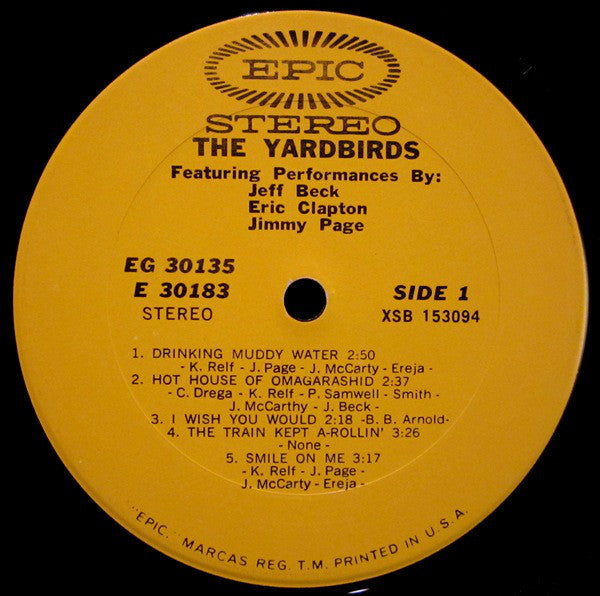 EPIC
STEREO
THE YARDBIRDS
Featuring Performances By:
Jeff Beck
Eric Clapton
Jimmy Page
EG 30135
E 30183
STEREO
SIDE 1
XSB 153094
1. DRINKING MUDDY WATER 2:50
- K. Relf - J. Page - J. McCarty - Ereja -
2. HOT HOUSE OF OMAGARASHID 2:37
- C. Drega - K. Relf - P. Samwell - Smith -
J. McCarthy - J. Beck -
3. I WISH YOU WOULD 2:18 -B. B. Arnold-
4. THE TRAIN KEPT A-ROLLIN' 3:26
- None -
5. SMILE ON ME 3:17
- K. Relf - J. Page -
J. McCarty - Ereja -
"EPIC," MARCAS REG. T.M. PRINTED IN U.S.A.